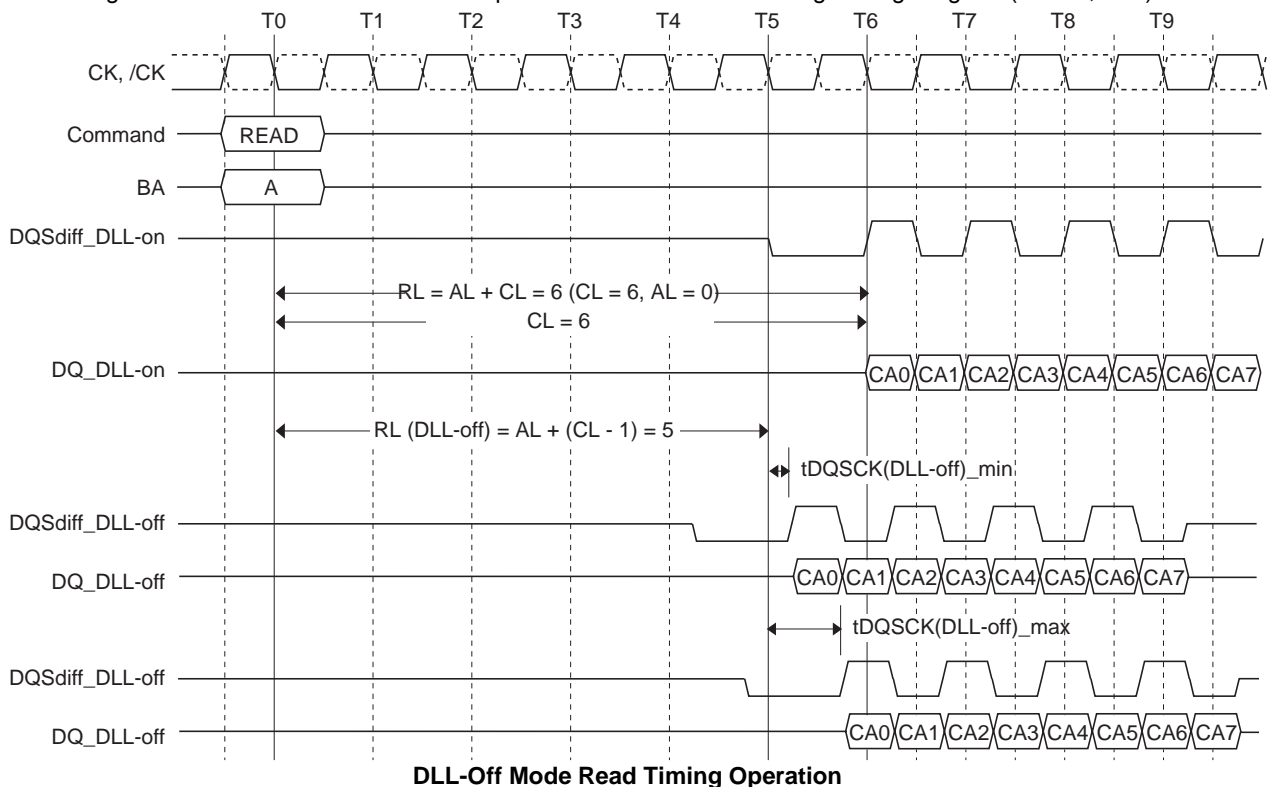 T0 T1 T2 T3 T4 T5 T6 T7 T8 T9
CK, /CK
Command READ
BA A
DQSdiff_DLL-on
RL = AL + CL = 6 (CL = 6, AL = 0)
CL = 6
DQ_DLL-on CA0 CA1 CA2 CA3 CA4 CA5 CA6 CA7
RL (DLL-off) = AL + (CL - 1) = 5
tDQSCK(DLL-off)_min
DQSdiff_DLL-off
DQ_DLL-off CA0 CA1 CA2 CA3 CA4 CA5 CA6 CA7
tDQSCK(DLL-off)_max
DQSdiff_DLL-off
DQ_DLL-off CA0 CA1 CA2 CA3 CA4 CA5 CA6 CA7
DLL-Off Mode Read Timing Operation